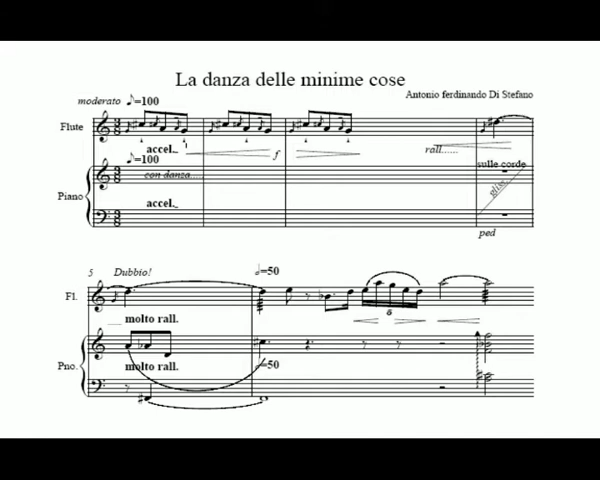 La danza delle minime cose
Antonio ferdinando Di Stefano
moderato ♪=100
Flute
accel._ f rall......
♪=100 sulle corde
con danza..... gliss.
Piano
accel._
ped
5 Dubbio! 𝅗𝅥=50
Fl.
molto rall. 6
Pno.
molto rall. 𝅗𝅥=50